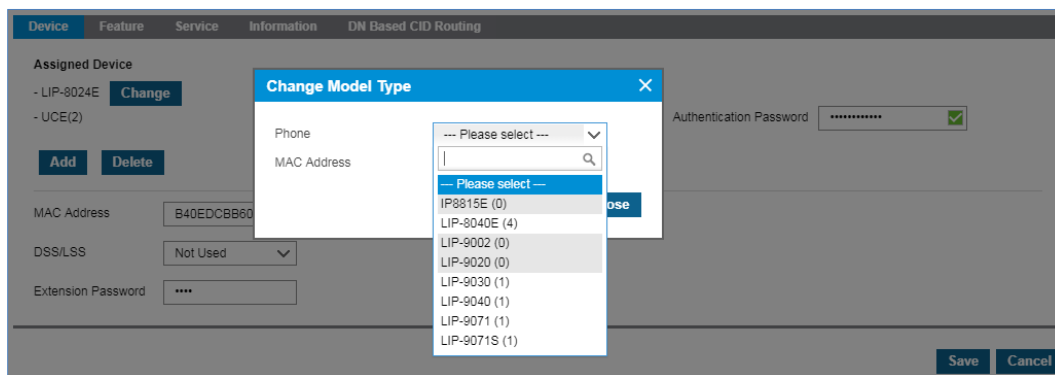 Device Feature Service Information DN Based CID Routing
Assigned Device
- LIP-8024E Change
- UCE(2)
Add Delete
Authentication Password ••••••••••••
MAC Address B40EDCBB60
DSS/LSS Not Used
Extension Password ••••
Change Model Type
Phone --- Please select ---
MAC Address
--- Please select ---
IP8815E (0)
LIP-8040E (4)
LIP-9002 (0)
LIP-9020 (0)
LIP-9030 (1)
LIP-9040 (1)
LIP-9071 (1)
LIP-9071S (1)
Save Cancel